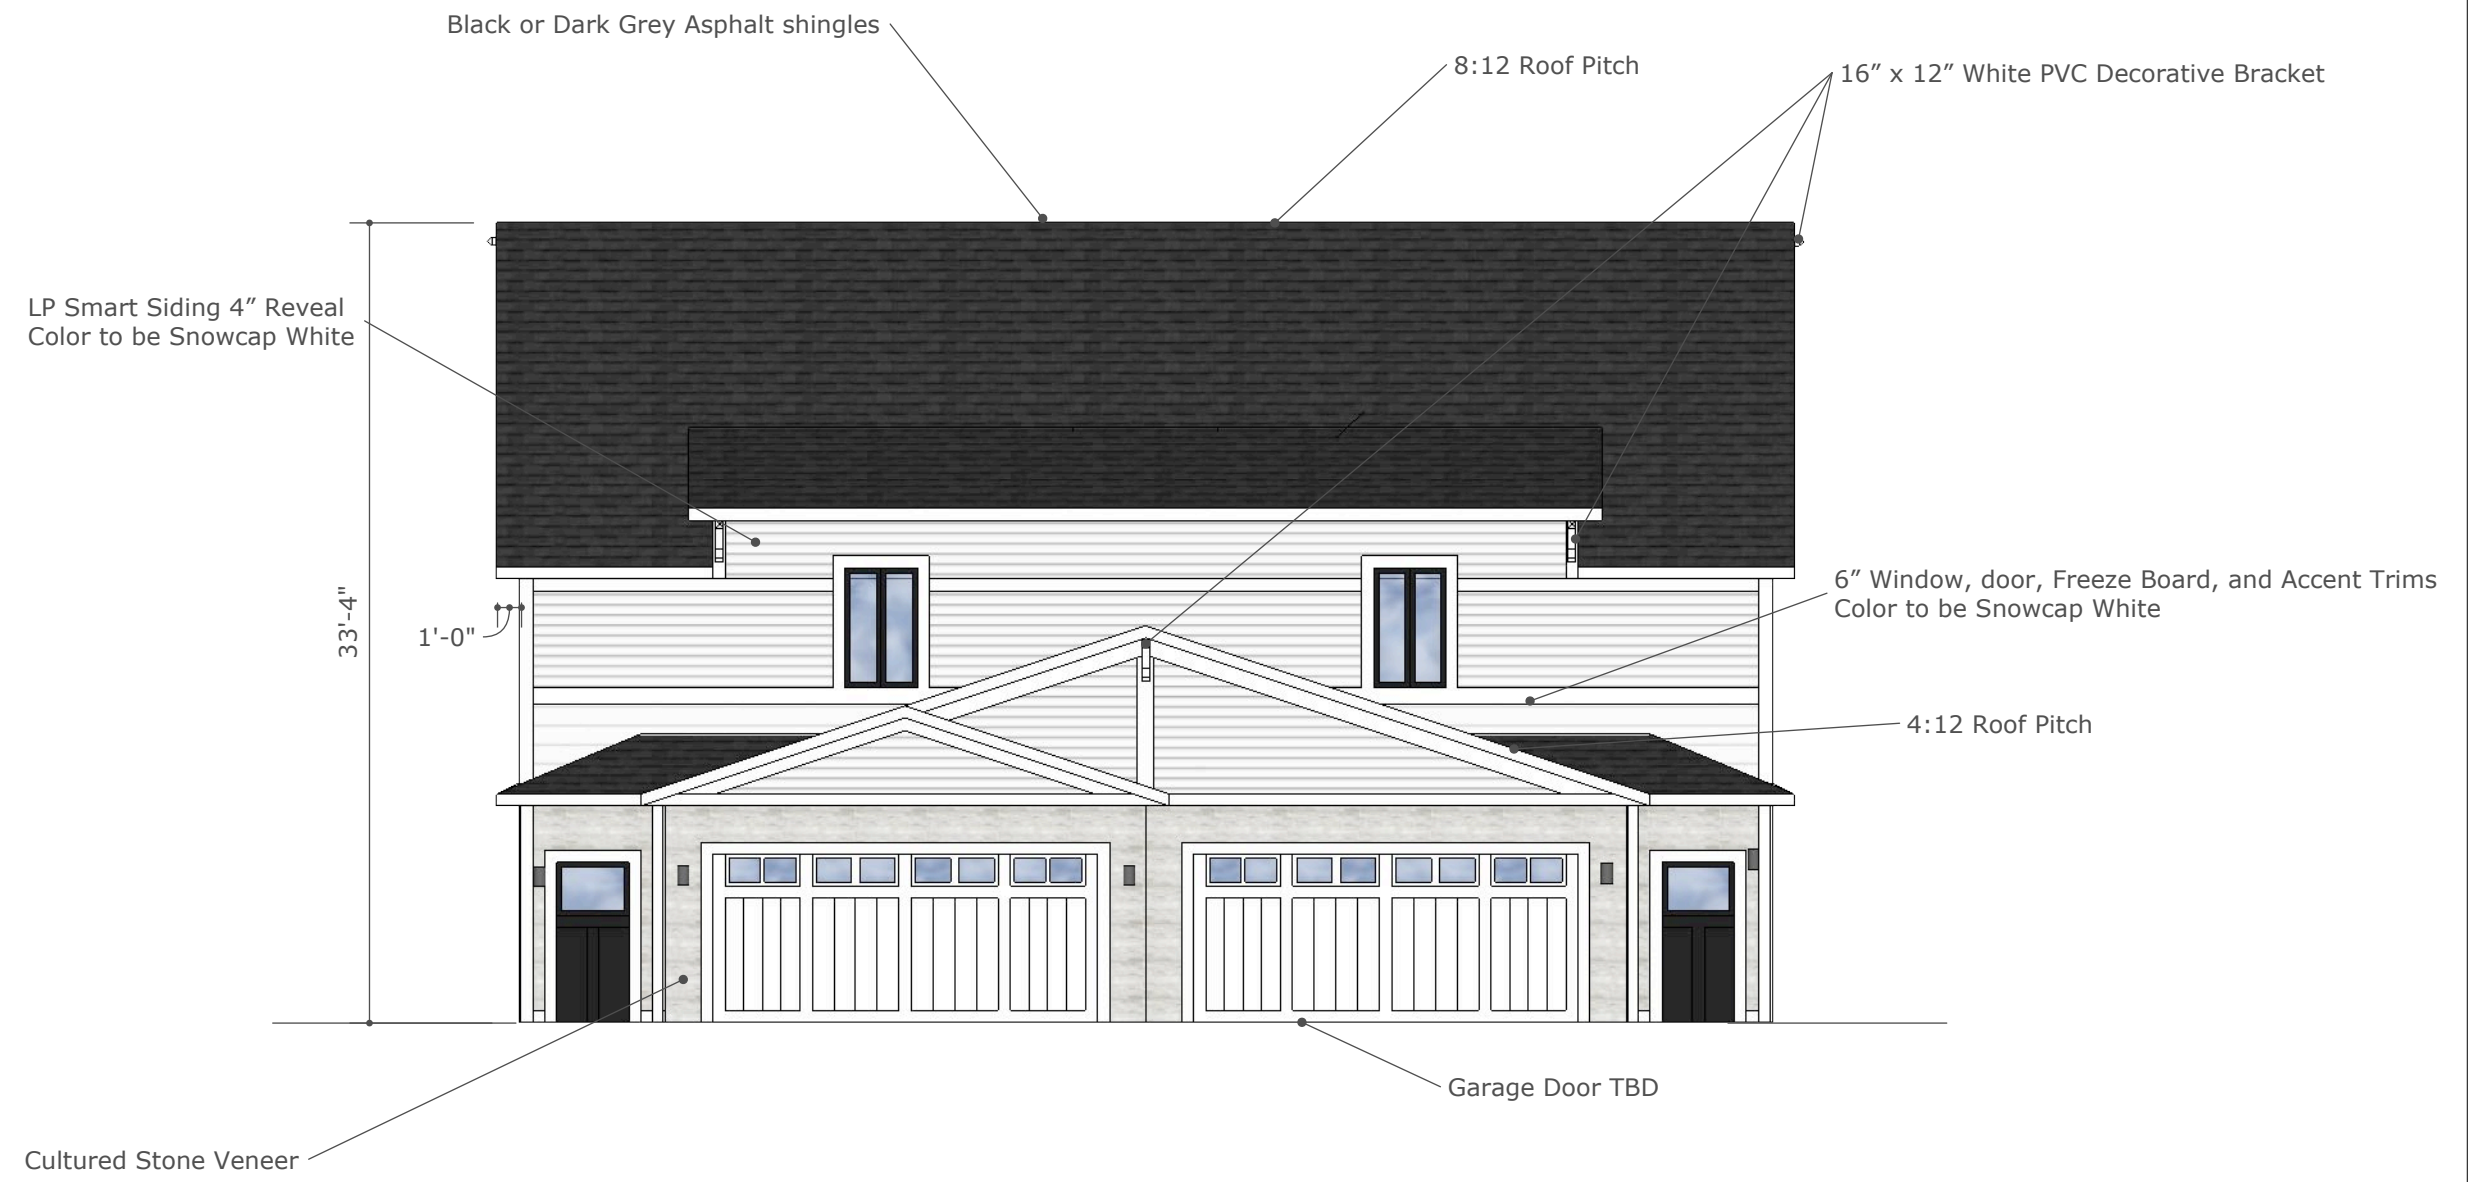 Black or Dark Grey Asphalt shingles
8:12 Roof Pitch
16” x 12” White PVC Decorative Bracket
LP Smart Siding 4” Reveal
Color to be Snowcap White
33'-4"
1'-0"
6” Window, door, Freeze Board, and Accent Trims
Color to be Snowcap White
4:12 Roof Pitch
Garage Door TBD
Cultured Stone Veneer